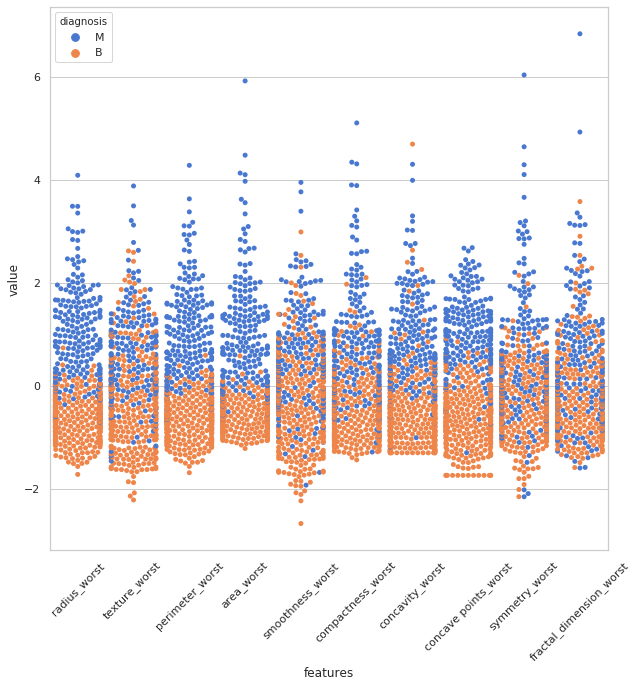 diagnosis
M
B
6
4
2
0
−2
value
radius_worst
texture_worst
perimeter_worst
area_worst
smoothness_worst
compactness_worst
concavity_worst
concave points_worst
symmetry_worst
fractal_dimension_worst
features